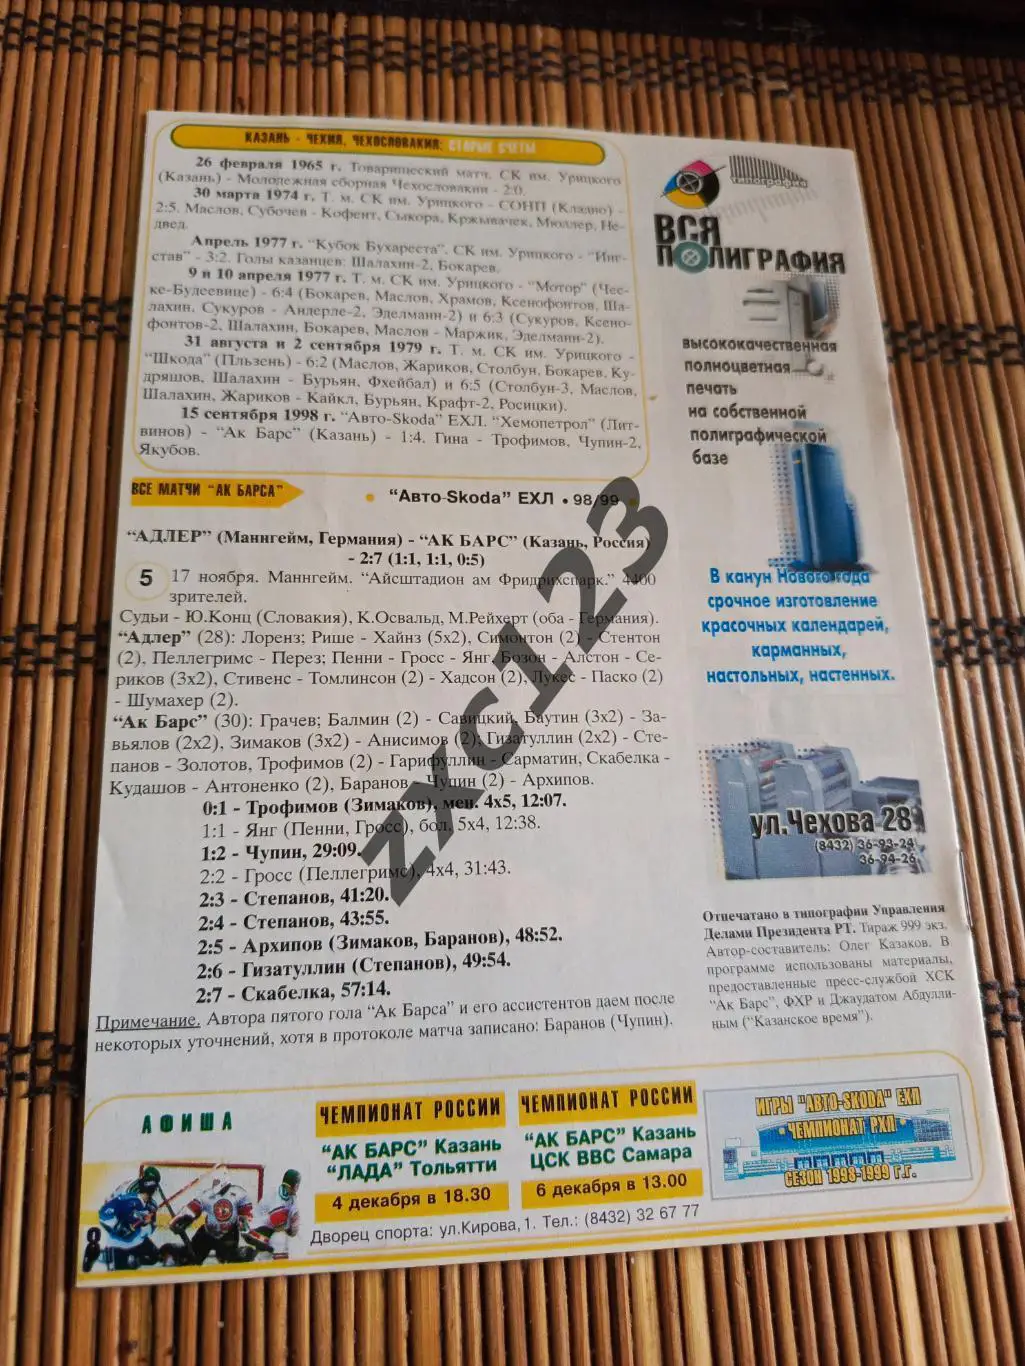 КАЗАНЬ - ЧЕХИЯ, ЧЕХОСЛОВАКИЯ: СТАРЫЕ СЧЕТЫ
26 февраля 1965 г. Товарищеский матч. СК им. Урицкого
(Казань) - Молодежная сборная Чехословакии - 2:0.
30 марта 1974 г. Т. м. СК им. Урицкого - СОНП (Кладно) -
2:5. Маслов, Субочев - Кофент, Сыкора, Кржывачек, Мюллер, Не-
двед.
Апрель 1977 г. "Кубок Бухареста". СК им. Урицкого - "Инг-
став" - 3:2. Голы казанцев: Шалахин-2, Бокарев.
9 и 10 апреля 1977 г. Т. м. СК им. Урицкого - "Мотор" (Чес-
ке-Будеевице) - 6:4 (Бокарев, Маслов, Храмов, Ксенофонтов, Ша-
лахин, Сукуров - Андерле-2, Эделманн-2) и 6:3 (Сукуров, Ксено-
фонтов-2, Шалахин, Бокарев, Маслов - Маржик, Эделманн-2).
31 августа и 2 сентября 1979 г. Т. м. СК им. Урицкого -
"Шкода" (Пльзень) - 6:2 (Маслов, Жариков, Столбун, Бокарев, Ку-
дряшов, Шалахин - Бурьян, Фхейбал) и 6:5 (Столбун-3, Маслов,
Шалахин, Жариков - Кайкл, Бурьян, Крафт-2, Росицки).
15 сентября 1998 г. "Авто-Skoda" ЕХЛ. "Хемопетрол" (Лит-
винов) - "Ак Барс" (Казань) - 1:4. Гина - Трофимов, Чупин-2,
Якубов.
ВСЕ МАТЧИ "АК БАРСА"
• "Авто-Skoda" ЕХЛ • 98/99 •
"АДЛЕР" (Маннгейм, Германия) - "АК БАРС" (Казань, Россия)
- 2:7 (1:1, 1:1, 0:5)
5 17 ноября. Маннгейм. "Айсштадион ам Фридрихспарк." 4400
зрителей.
Судьи - Ю.Конц (Словакия), К.Освальд, М.Рейхерт (оба - Германия).
"Адлер" (28): Лоренз; Рише - Хайнз (5х2), Симонтон (2) - Стентон
(2), Пеллегримс - Перез; Пенни - Гросс - Янг, Бозон - Алстон - Се-
риков (3х2), Стивенс - Томлинсон (2) - Хадсон (2), Лукес - Паско (2)
- Шумахер (2).
"Ак Барс" (30): Грачев; Балмин (2) - Савицкий, Баутин (3х2) - За-
вьялов (2х2), Зимаков (3х2) - Анисимов (2); Гизатуллин (2х2) - Сте-
панов - Золотов, Трофимов (2) - Гарифуллин - Сарматин, Скабелка -
Кудашов - Антоненко (2), Баранов - Чупин (2) - Архипов.
0:1 - Трофимов (Зимаков), мен. 4х5, 12:07.
1:1 - Янг (Пенни, Гросс), бол. 5х4, 12:38.
1:2 - Чупин, 29:09.
2:2 - Гросс (Пеллегримс), 4х4, 31:43.
2:3 - Степанов, 41:20.
2:4 - Степанов, 43:55.
2:5 - Архипов (Зимаков, Баранов), 48:52.
2:6 - Гизатуллин (Степанов), 49:54.
2:7 - Скабелка, 57:14.
Примечание. Автора пятого гола "Ак Барса" и его ассистентов даем после
некоторых уточнений, хотя в протоколе матча записано: Баранов (Чупин).
типография
ВСЯ
ПОЛИГРАФИЯ
высококачественная
полноцветная
печать
на собственной
полиграфической
базе
В канун Нового года
срочное изготовление
красочных календарей,
карманных,
настольных, настенных.
ул.Чехова 28
(8432) 36-93-24
36-94-26
Отпечатано в типографии Управления
Делами Президента РТ. Тираж 999 экз.
Автор-составитель: Олег Казаков. В
программе использованы материалы,
предоставленные пресс-службой ХСК
"Ак Барс", ФХР и Джаудатом Абдулли-
ным ("Казанское время").
АФИША
ЧЕМПИОНАТ РОССИИ
"АК БАРС" Казань
"ЛАДА" Тольятти
4 декабря в 18.30
ЧЕМПИОНАТ РОССИИ
"АК БАРС" Казань
ЦСК ВВС Самара
6 декабря в 13.00
Дворец спорта: ул.Кирова, 1. Тел.: (8432) 32 67 77
ИГРЫ "АВТО-SKODA" ЕХЛ
ЧЕМПИОНАТ РХЛ
СЕЗОН 1998-1999 г.г.
8
zxc123